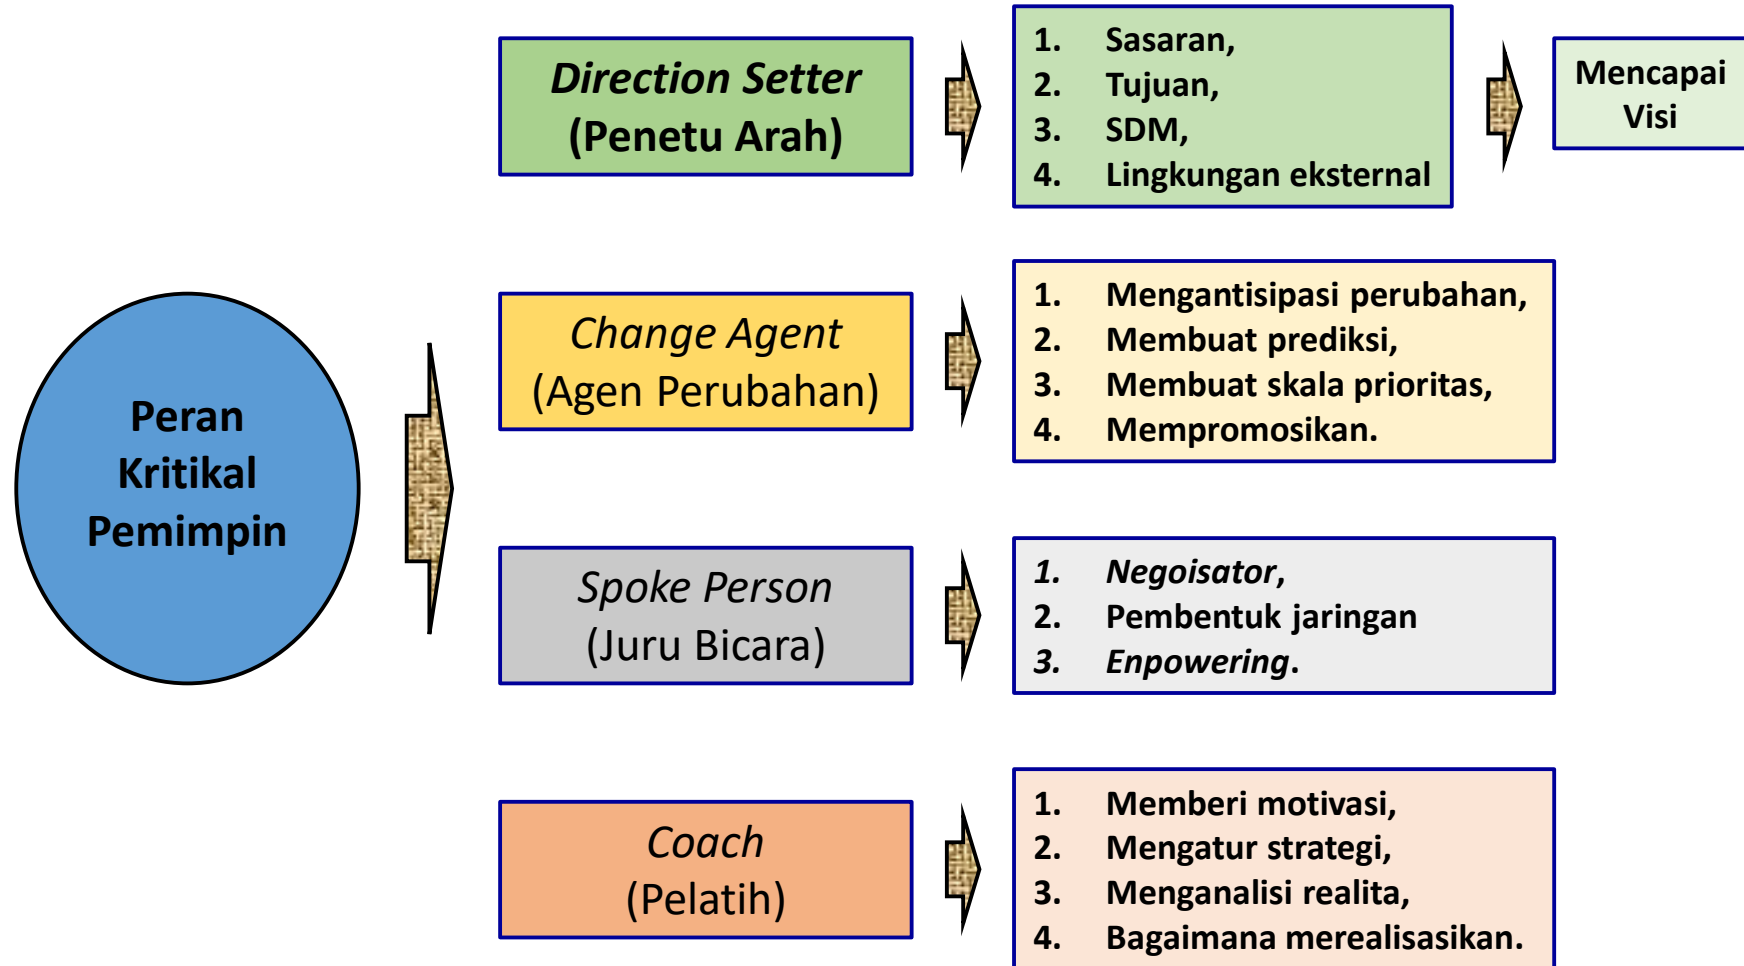 Peran
Kritikal
Pemimpin
Direction Setter
(Penetu Arah)
1. Sasaran,
2. Tujuan,
3. SDM,
4. Lingkungan eksternal
Mencapai
Visi
Change Agent
(Agen Perubahan)
1. Mengantisipasi perubahan,
2. Membuat prediksi,
3. Membuat skala prioritas,
4. Mempromosikan.
Spoke Person
(Juru Bicara)
1. Negoisator,
2. Pembentuk jaringan
3. Enpowering.
Coach
(Pelatih)
1. Memberi motivasi,
2. Mengatur strategi,
3. Menganalisi realita,
4. Bagaimana merealisasikan.